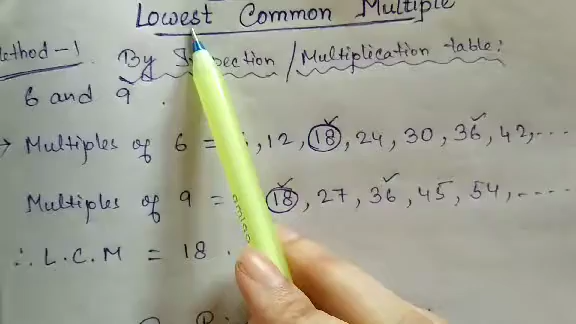 Lowest Common Multiple
Method-1 By Inspection / Multiplication table:
6 and 9.
→ Multiples of 6 = , 12, 18, 24, 30, 36, 42, ....
Multiples of 9 = , 18, 27, 36, 45, 54, .....
∴ L.C.M = 18.